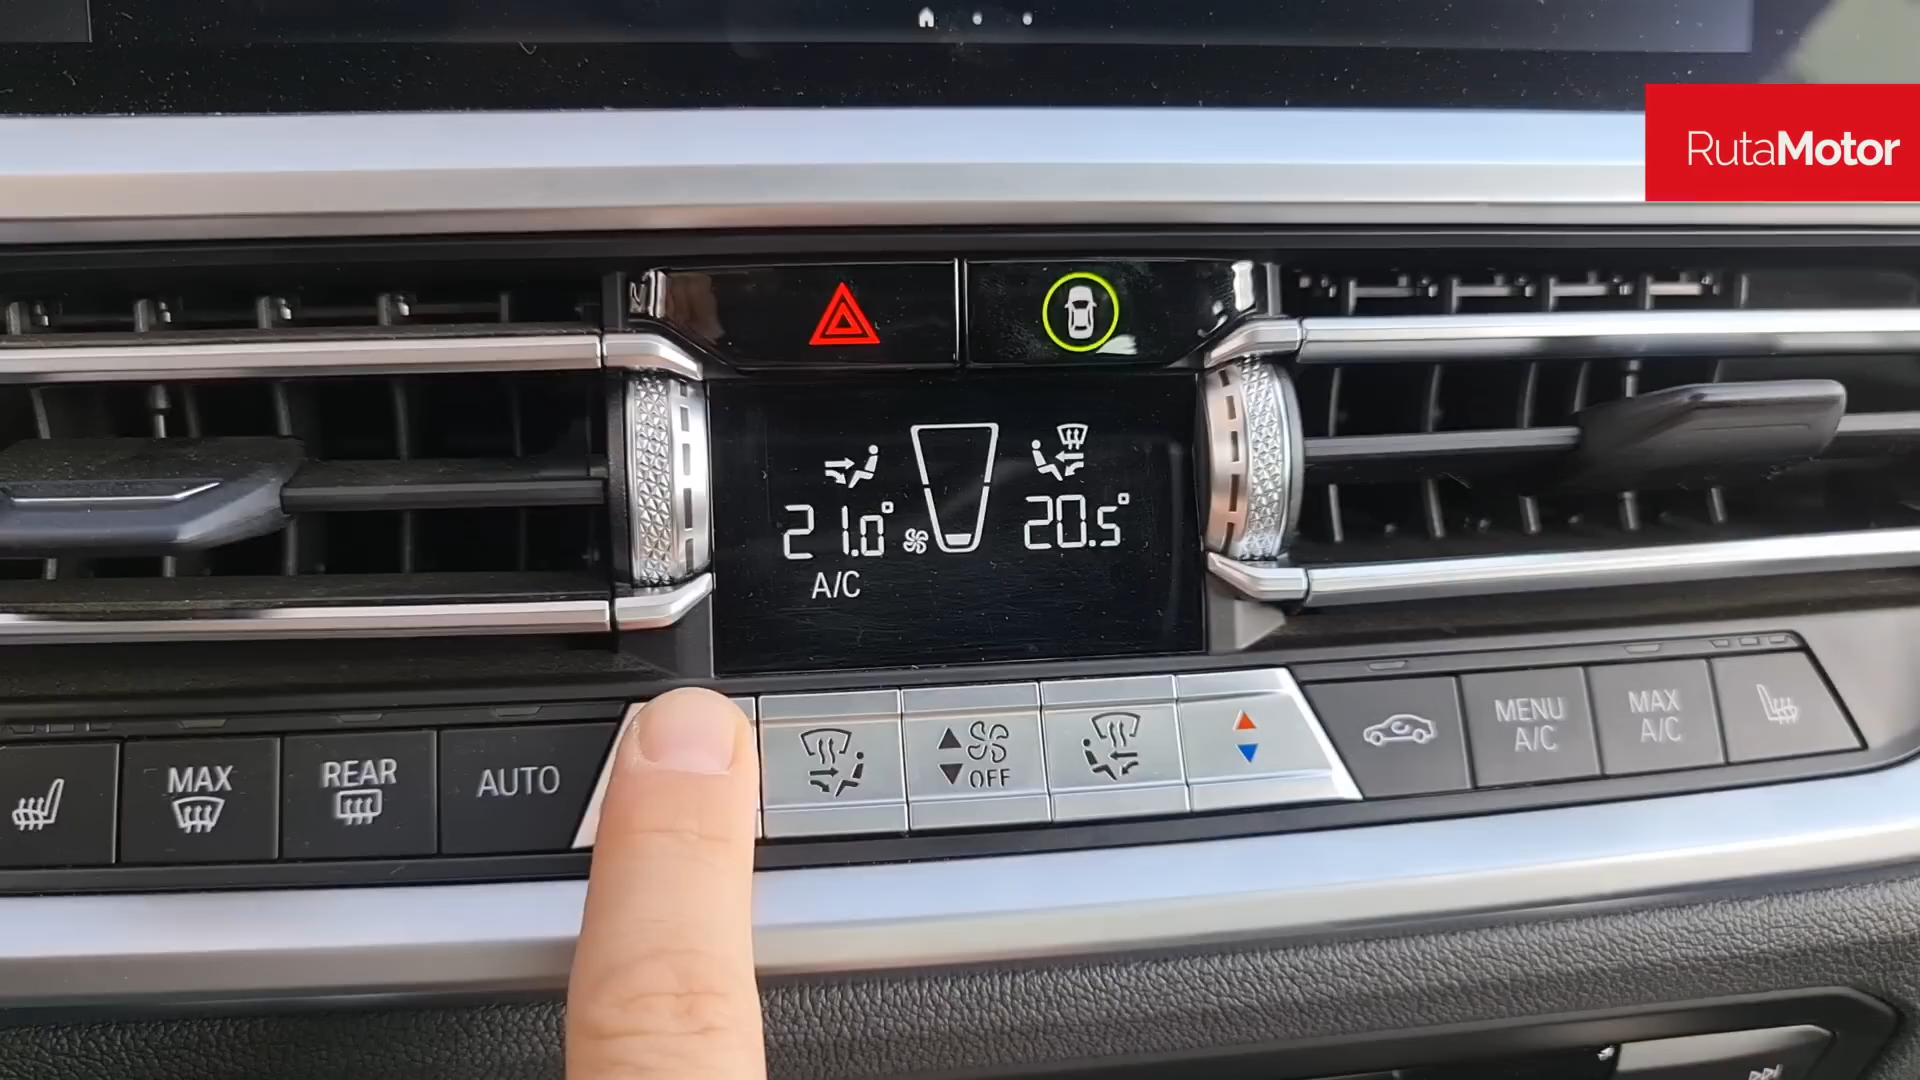 RutaMotor
21.0° 20.5°
A/C
MAX
REAR
AUTO
OFF
MENU
A/C
MAX
A/C